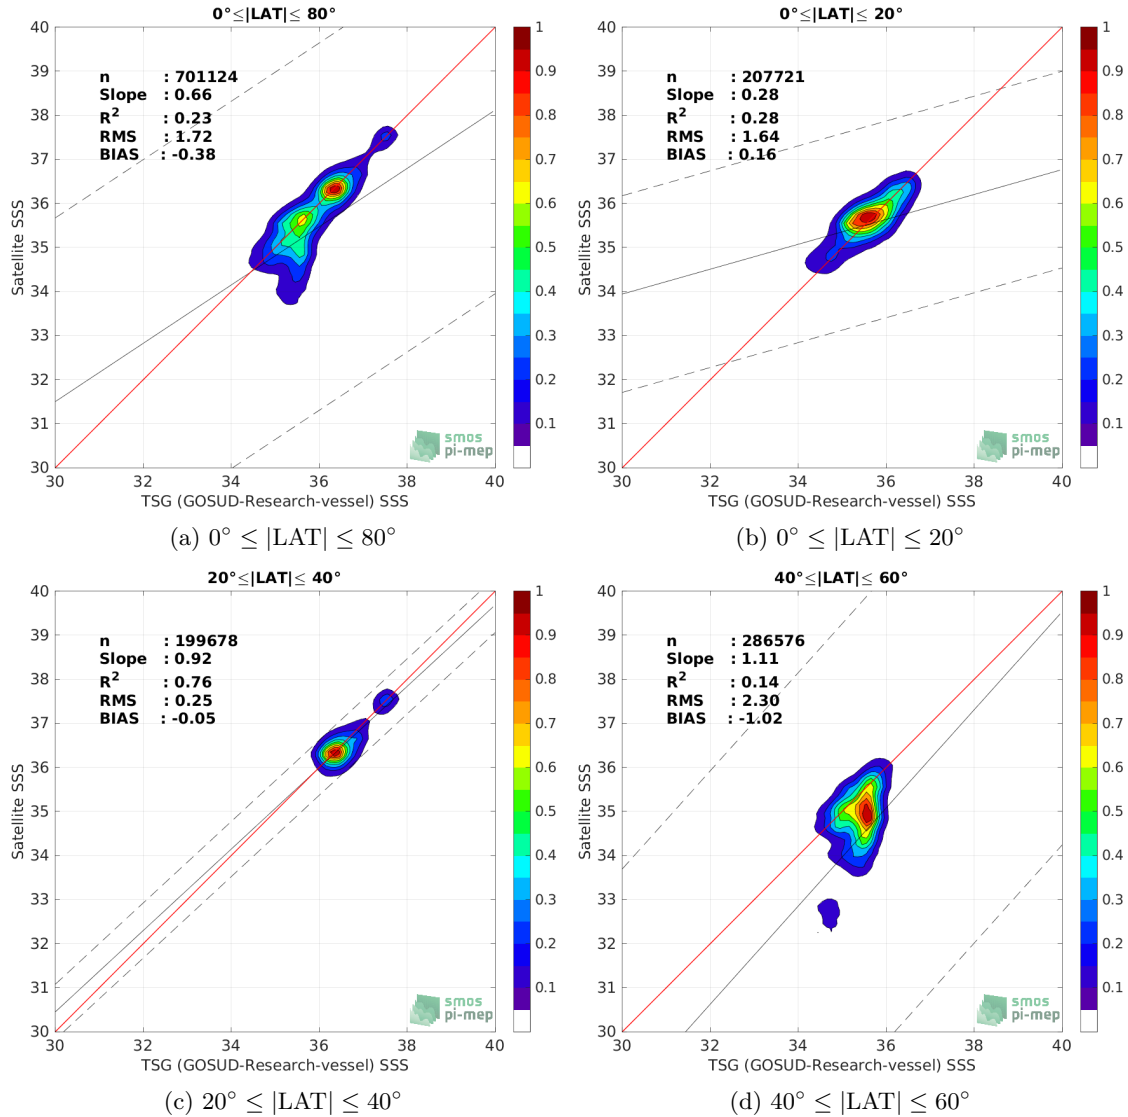 0°≤|LAT|≤ 80°
n : 701124
Slope : 0.66
R² : 0.23
RMS : 1.72
BIAS : -0.38
40
39
38
37
36
35
34
33
32
31
30
30 32 34 36 38 40
Satellite SSS
TSG (GOSUD-Research-vessel) SSS
1
0.9
0.8
0.7
0.6
0.5
0.4
0.3
0.2
0.1
smos
pi-mep
(a) 0° ≤ |LAT| ≤ 80°
0°≤|LAT|≤ 20°
n : 207721
Slope : 0.28
R² : 0.28
RMS : 1.64
BIAS : 0.16
40
39
38
37
36
35
34
33
32
31
30
30 32 34 36 38 40
Satellite SSS
TSG (GOSUD-Research-vessel) SSS
1
0.9
0.8
0.7
0.6
0.5
0.4
0.3
0.2
0.1
smos
pi-mep
(b) 0° ≤ |LAT| ≤ 20°
20°≤|LAT|≤ 40°
n : 199678
Slope : 0.92
R² : 0.76
RMS : 0.25
BIAS : -0.05
40
39
38
37
36
35
34
33
32
31
30
30 32 34 36 38 40
Satellite SSS
TSG (GOSUD-Research-vessel) SSS
1
0.9
0.8
0.7
0.6
0.5
0.4
0.3
0.2
0.1
smos
pi-mep
(c) 20° ≤ |LAT| ≤ 40°
40°≤|LAT|≤ 60°
n : 286576
Slope : 1.11
R² : 0.14
RMS : 2.30
BIAS : -1.02
40
39
38
37
36
35
34
33
32
31
30
30 32 34 36 38 40
Satellite SSS
TSG (GOSUD-Research-vessel) SSS
1
0.9
0.8
0.7
0.6
0.5
0.4
0.3
0.2
0.1
smos
pi-mep
(d) 40° ≤ |LAT| ≤ 60°